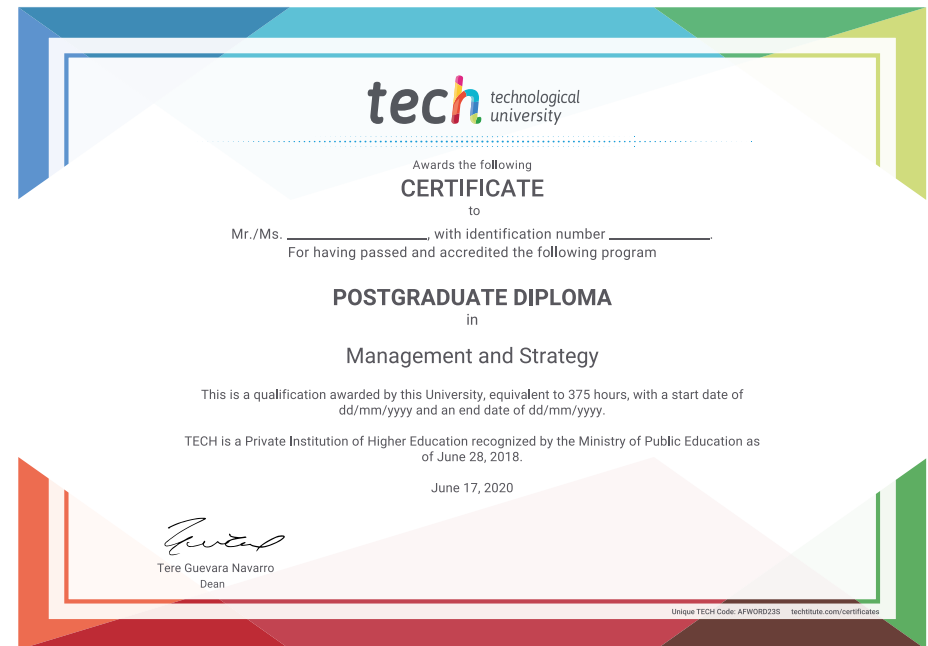 tech technological
university
Awards the following
CERTIFICATE
to
Mr./Ms. ____________________, with identification number ______________.
For having passed and accredited the following program
POSTGRADUATE DIPLOMA
in
Management and Strategy
This is a qualification awarded by this University, equivalent to 375 hours, with a start date of
dd/mm/yyyy and an end date of dd/mm/yyyy.
TECH is a Private Institution of Higher Education recognized by the Ministry of Public Education as
of June 28, 2018.
June 17, 2020
Tere Guevara Navarro
Dean
Unique TECH Code: AFWORD23S techtitute.com/certificates